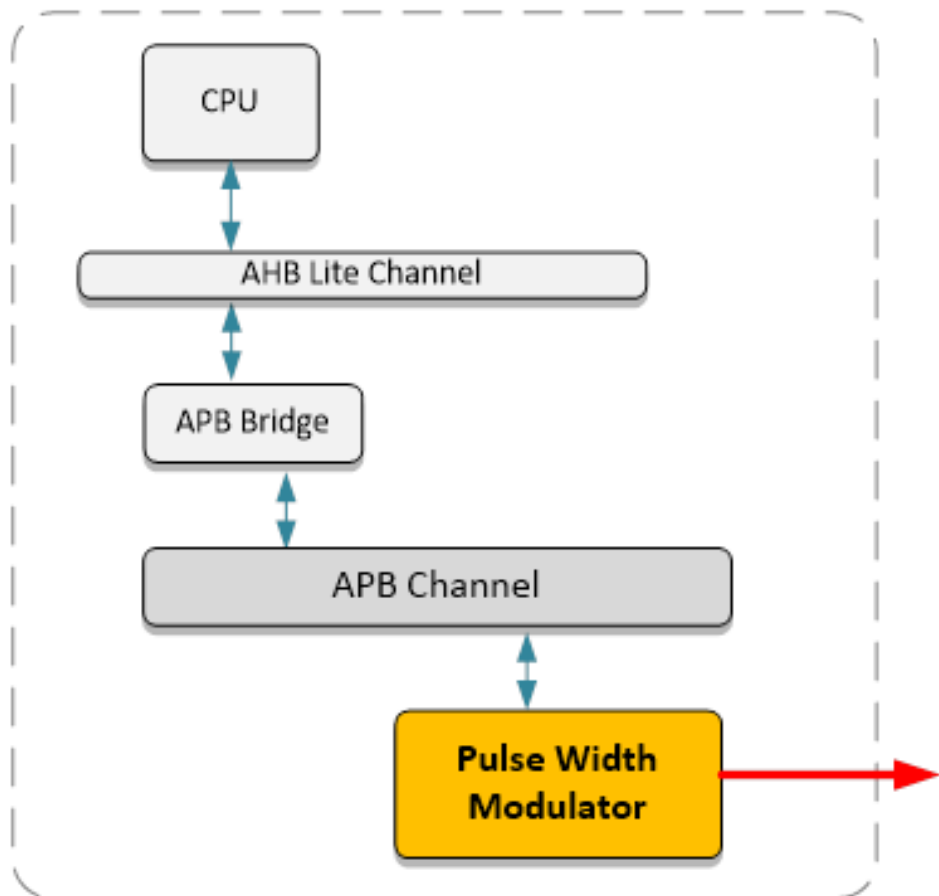 CPU
AHB Lite Channel
APB Bridge
APB Channel
Pulse Width
Modulator